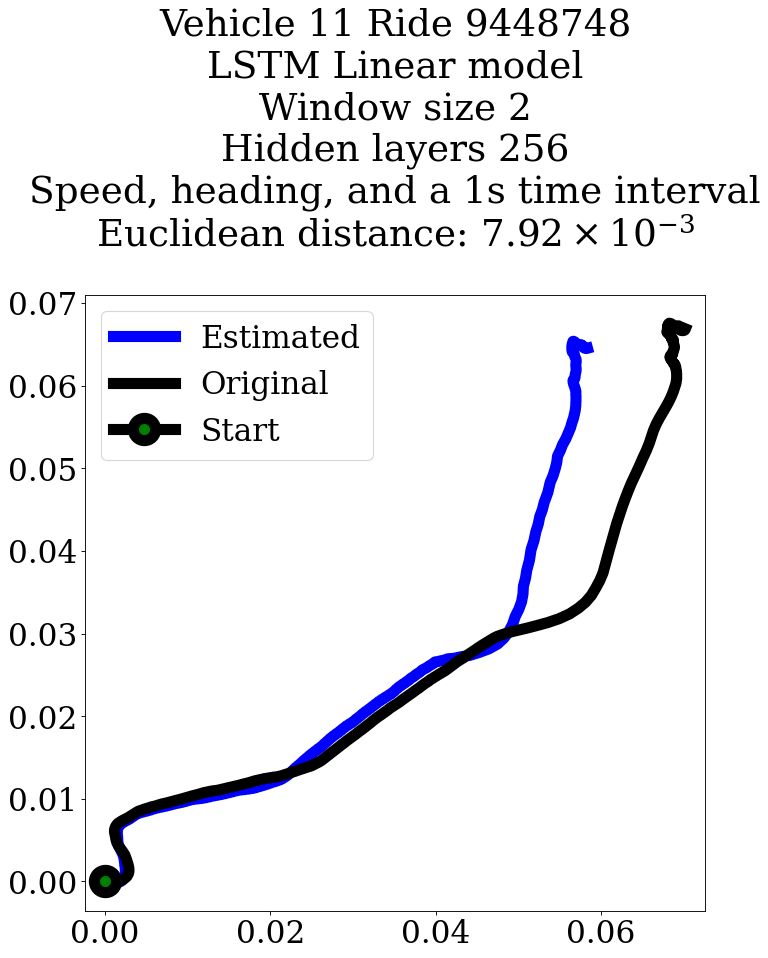 Vehicle 11 Ride 9448748
LSTM Linear model
Window size 2
Hidden layers 256
Speed, heading, and a 1s time interval
Euclidean distance: 7.92 × 10⁻³
0.07
Estimated
0.06
Original
Start
0.05
0.04
0.03
0.02
0.01
0.00
0.00 0.02 0.04 0.06